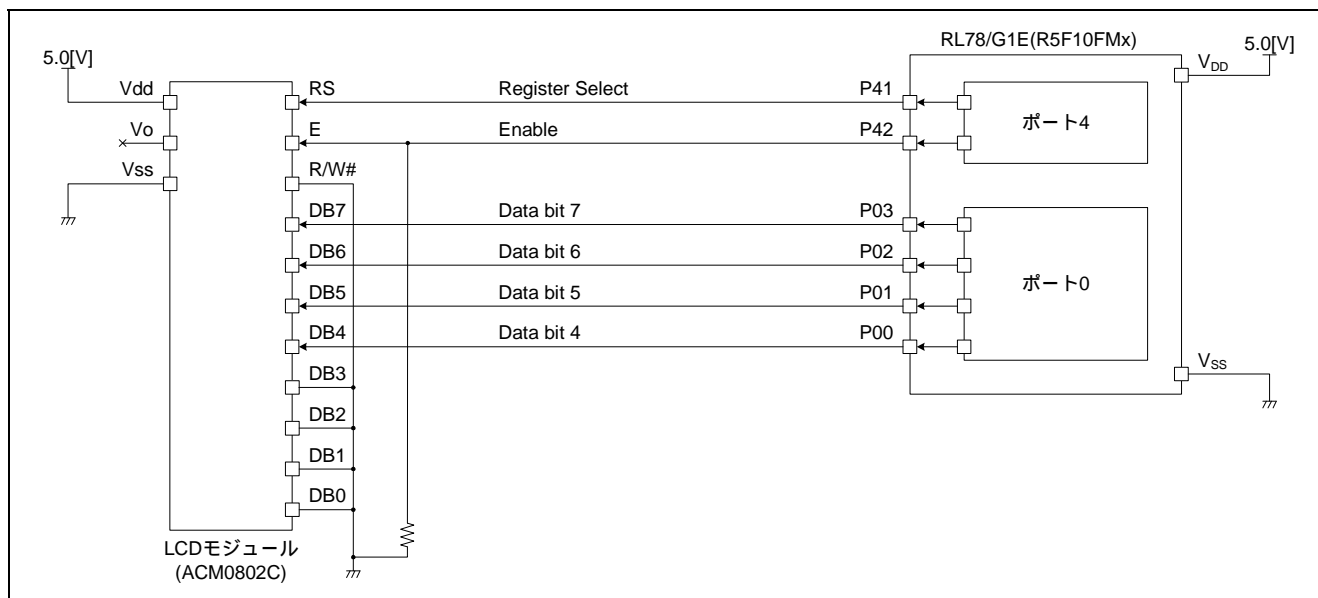 RL78/G1E(R5F10FMx)
5.0[V]
5.0[V]
Vdd
RS
Register Select
P41
VDD
ポート4
Vo
E
Enable
P42
Vss
R/W#
DB7
Data bit 7
P03
DB6
Data bit 6
P02
ポート0
DB5
Data bit 5
P01
DB4
Data bit 4
P00
VSS
DB3
DB2
DB1
DB0
LCDモジュール
(ACM0802C)